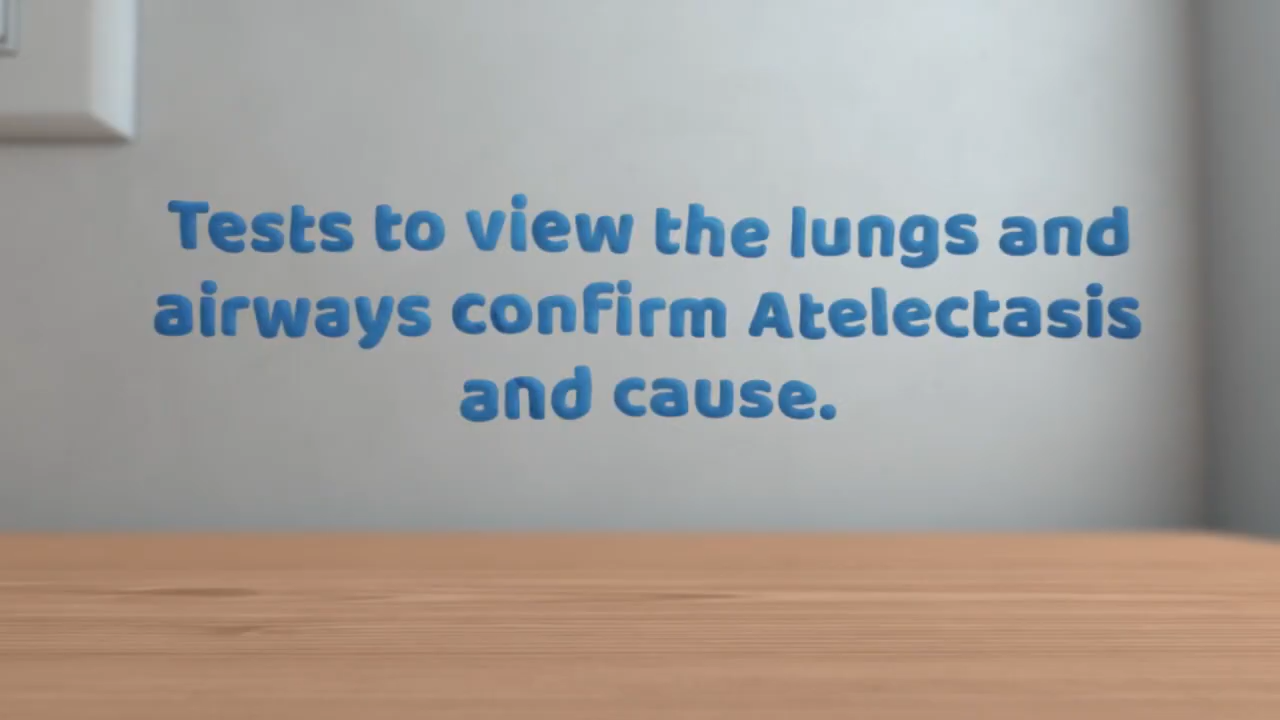 Tests to view the lungs and
airways confirm Atelectasis
and cause.